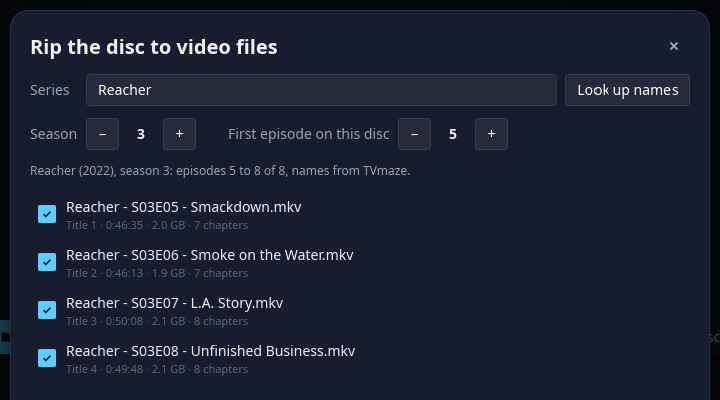 Rip the disc to video files ×
Series Reacher Look up names
Season − 3 + First episode on this disc − 5 +
Reacher (2022), season 3: episodes 5 to 8 of 8, names from TVmaze.
Reacher - S03E05 - Smackdown.mkv
Title 1 · 0:46:35 · 2.0 GB · 7 chapters
Reacher - S03E06 - Smoke on the Water.mkv
Title 2 · 0:46:13 · 1.9 GB · 7 chapters
Reacher - S03E07 - L.A. Story.mkv
Title 3 · 0:50:08 · 2.1 GB · 8 chapters
Reacher - S03E08 - Unfinished Business.mkv
Title 4 · 0:49:48 · 2.1 GB · 8 chapters